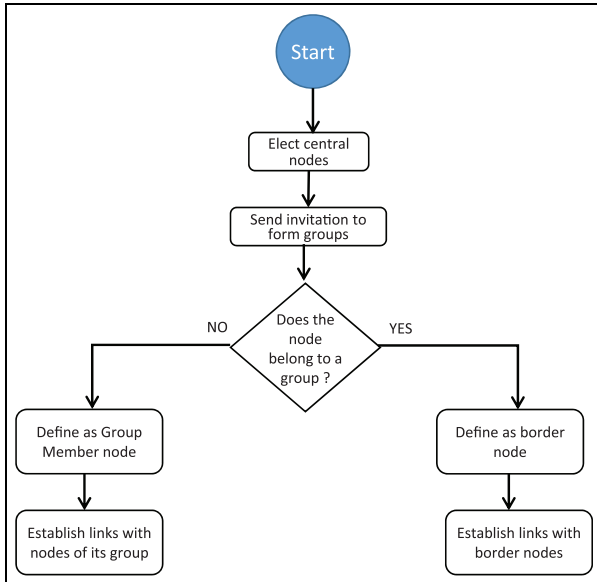 Start
Elect central
nodes
Send invitation to
form groups
Does the
node
belong to a
group ?
NO
YES
Define as Group
Member node
Define as border
node
Establish links with
nodes of its group
Establish links with
border nodes